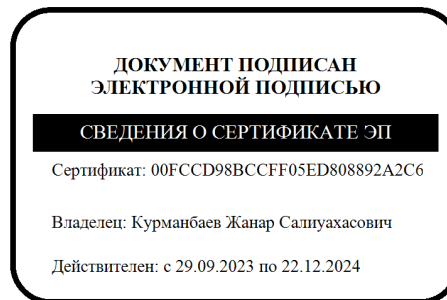 ДОКУМЕНТ ПОДПИСАН
ЭЛЕКТРОННОЙ ПОДПИСЬЮ
СВЕДЕНИЯ О СЕРТИФИКАТЕ ЭП
Сертификат: 00FCCD98BCCFF05ED808892A2C6
Владелец: Курманбаев Жанар Салиуахасович
Действителен: с 29.09.2023 по 22.12.2024